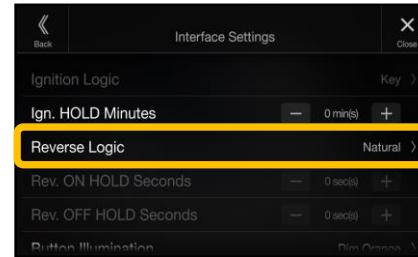 Interface Settings
Back
Close
Ignition Logic Key
Ign. HOLD Minutes − 0 min(s) +
Reverse Logic Natural
Rev. ON HOLD Seconds − 0 sec(s) +
Rev. OFF HOLD Seconds − 0 sec(s) +
Button Illumination Dim Orange